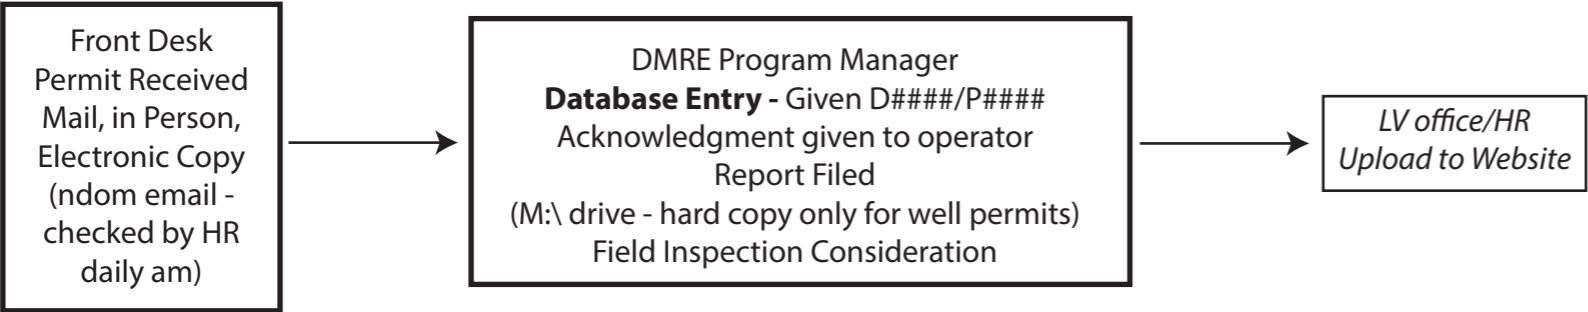 Front Desk
Permit Received
Mail, in Person,
Electronic Copy
(ndom email -
checked by HR
daily am)
DMRE Program Manager
Database Entry - Given D####/P####
Acknowledgment given to operator
Report Filed
(M:\ drive - hard copy only for well permits)
Field Inspection Consideration
LV office/HR
Upload to Website